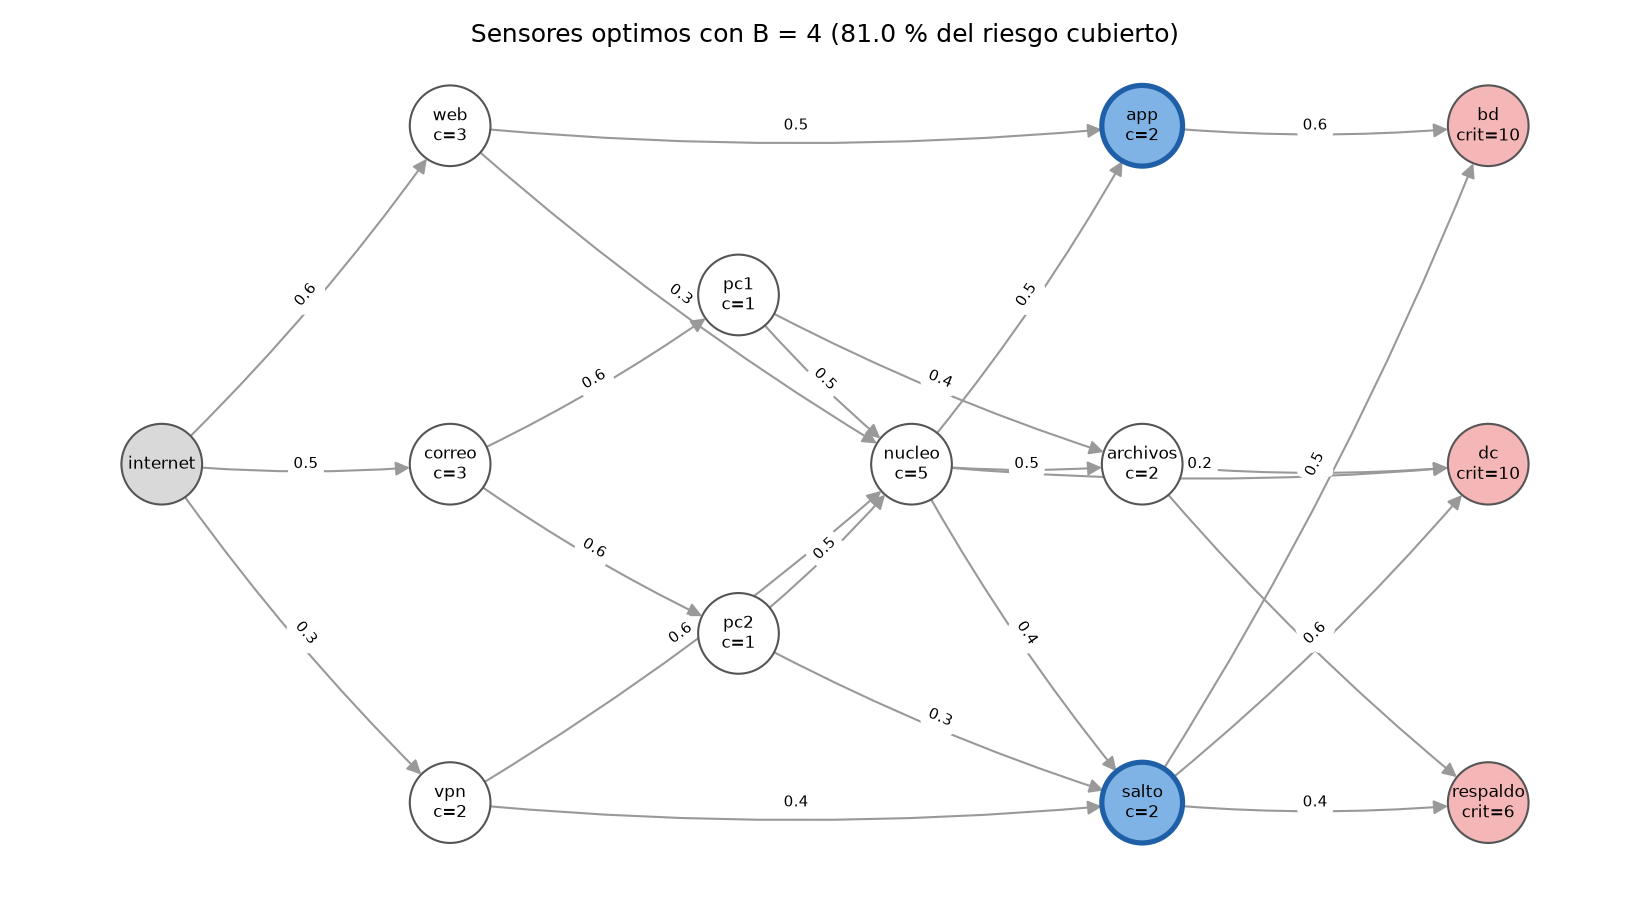 Sensores optimos con B = 4 (81.0 % del riesgo cubierto)
web
c=3
0.5
app
c=2
0.6
bd
crit=10
0.6
0.3
pc1
c=1
0.5
0.6
0.5
0.4
internet
0.5
correo
c=3
nucleo
c=5
0.5
archivos
c=2
0.2
0.5
dc
crit=10
0.6
0.5
0.3
0.6
pc2
c=1
0.4
0.6
0.3
vpn
c=2
0.4
salto
c=2
0.4
respaldo
crit=6